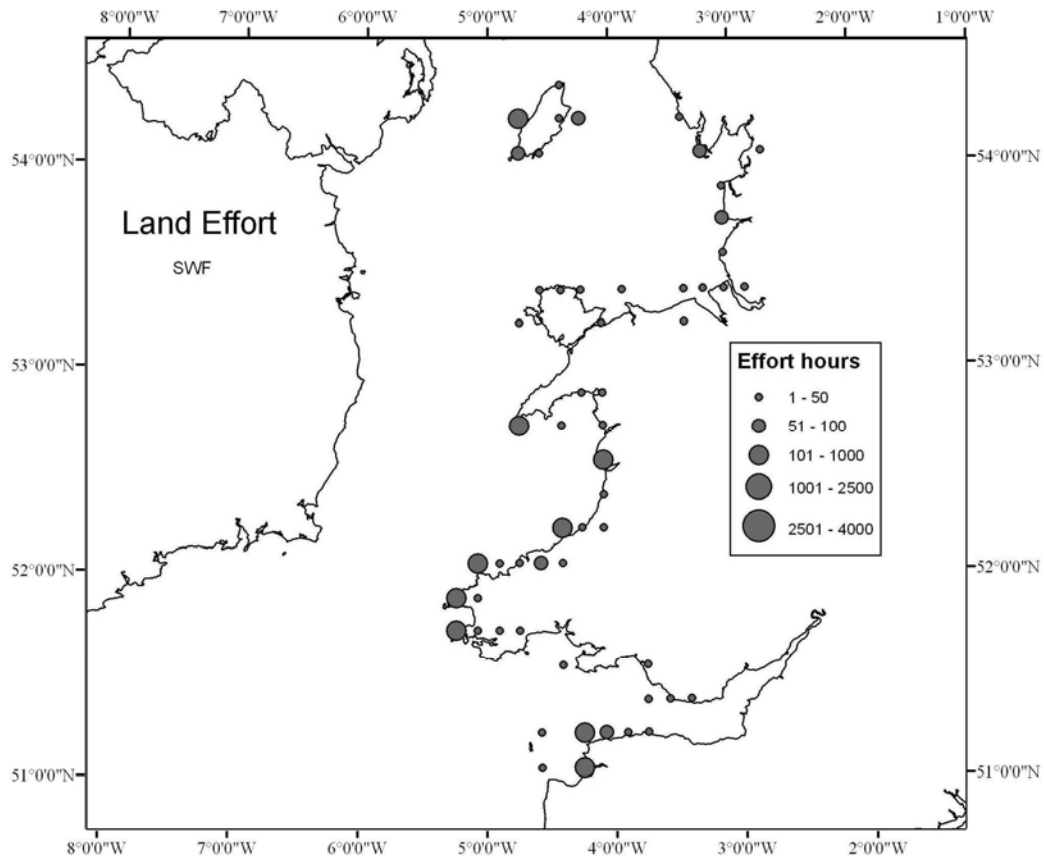 8°0'0"W 7°0'0"W 6°0'0"W 5°0'0"W 4°0'0"W 3°0'0"W 2°0'0"W 1°0'0"W
54°0'0"N 54°0'0"N
Land Effort
SWF
53°0'0"N 53°0'0"N
Effort hours
1 - 50
51 - 100
101 - 1000
1001 - 2500
2501 - 4000
52°0'0"N 52°0'0"N
51°0'0"N 51°0'0"N
8°0'0"W 7°0'0"W 6°0'0"W 5°0'0"W 4°0'0"W 3°0'0"W 2°0'0"W